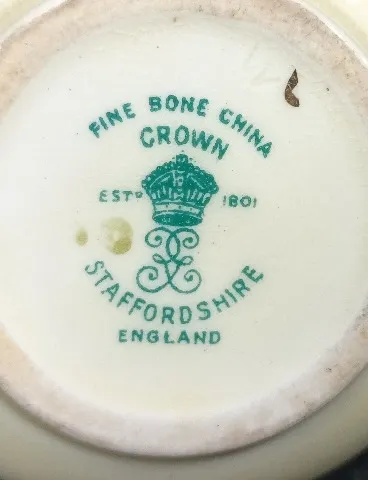 FINE BONE CHINA
CROWN
ESTD 1801
STAFFORDSHIRE
ENGLAND